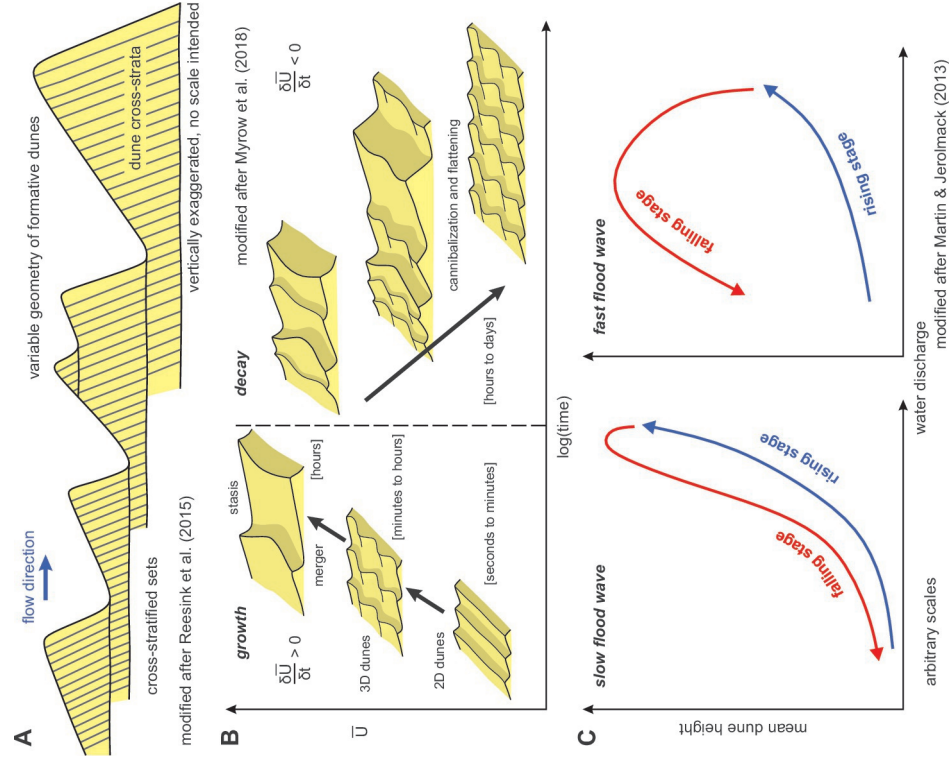 A
flow direction
variable geometry of formative dunes
dune cross-strata
cross-stratified sets
modified after Reesink et al. (2015)
vertically exaggerated, no scale intended
B
growth
δU̅
δt
> 0
stasis
[hours]
merger
3D dunes
[minutes to hours]
2D dunes
[seconds to minutes]
decay
modified after Myrow et al. (2018)
δU̅
δt
< 0
cannibalization and flattening
[hours to days]
U̅
log(time)
C
slow flood wave
falling stage
rising stage
mean dune height
arbitrary scales
fast flood wave
falling stage
rising stage
water discharge
modified after Martin & Jerolmack (2013)